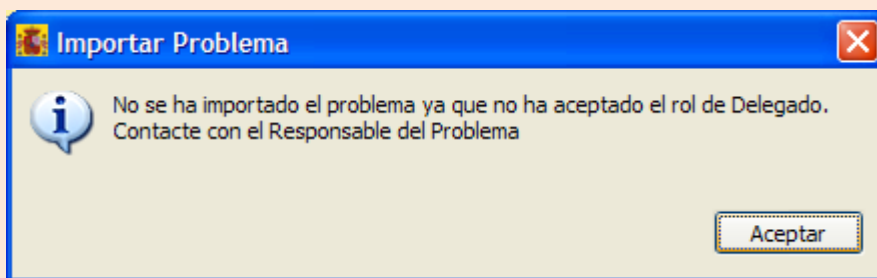 Importar Problema
No se ha importado el problema ya que no ha aceptado el rol de Delegado.
Contacte con el Responsable del Problema
Aceptar